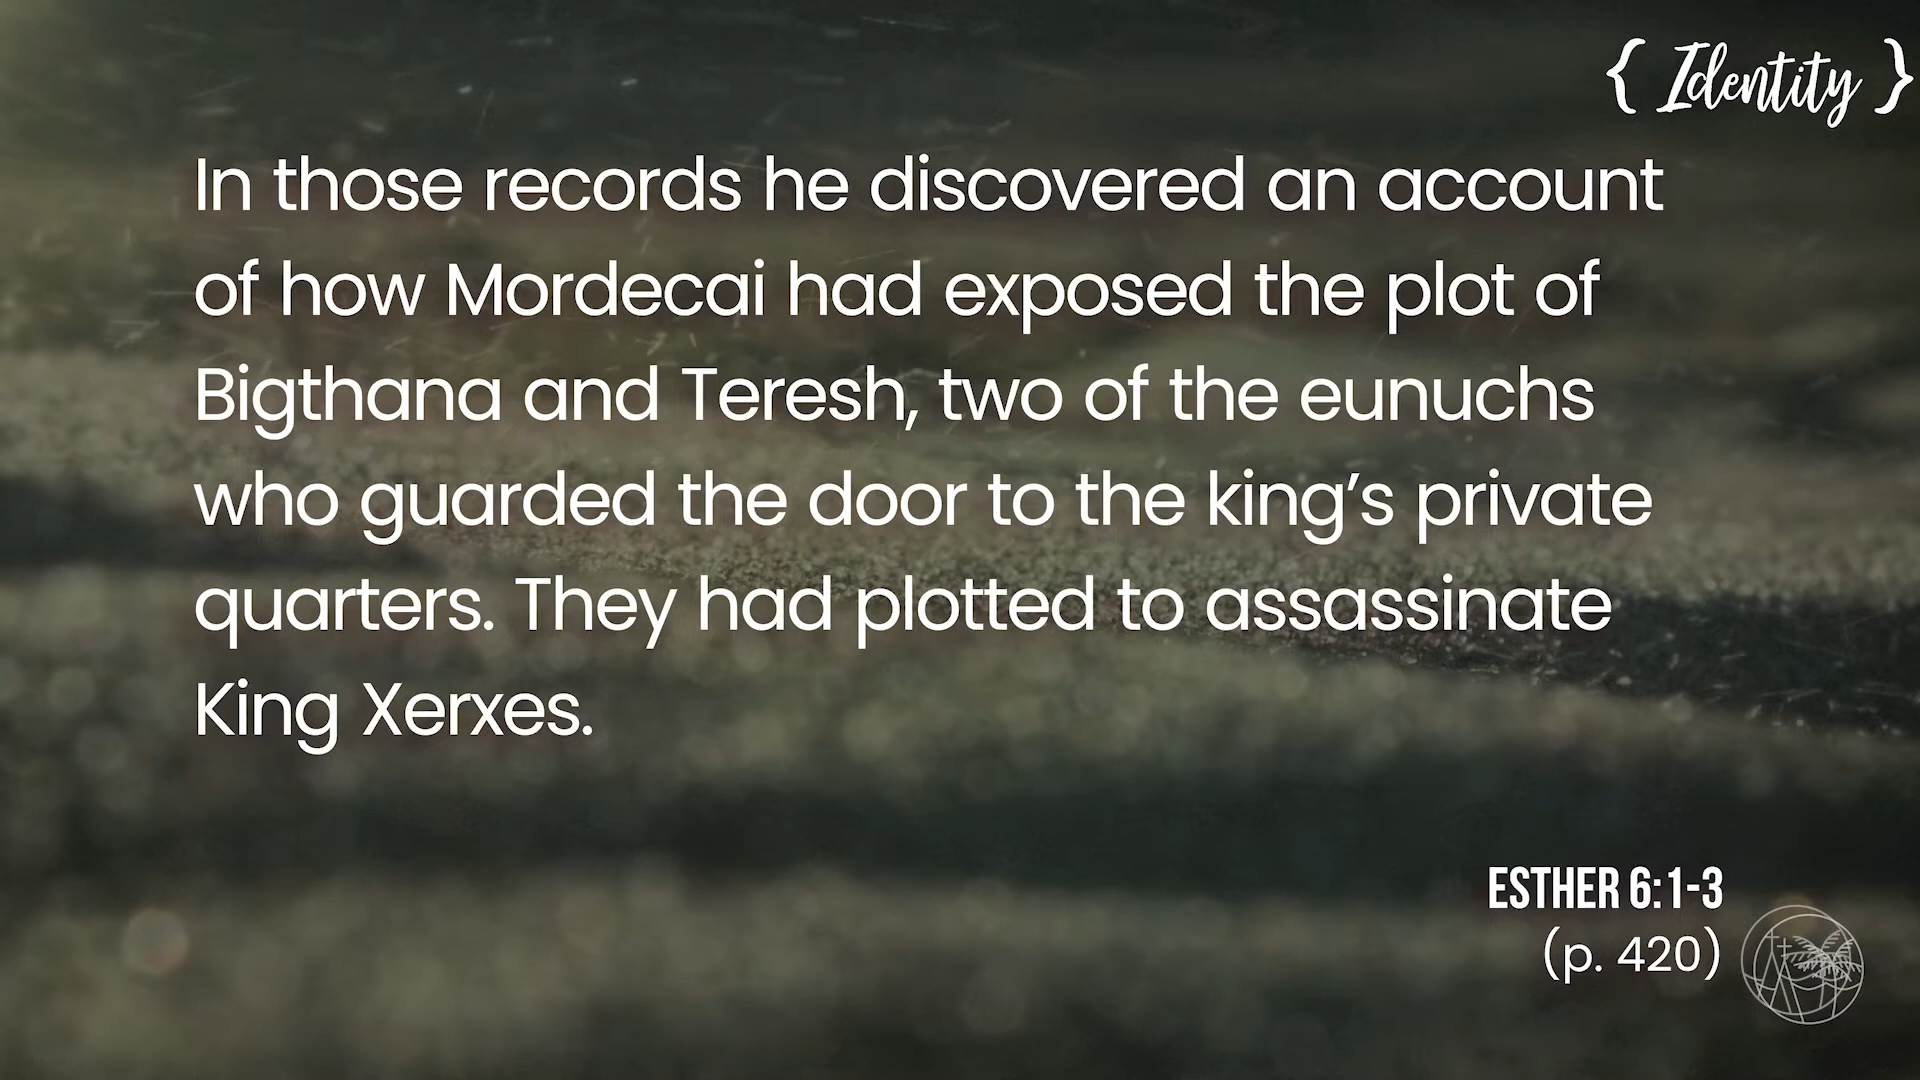 { Identity }
In those records he discovered an account
of how Mordecai had exposed the plot of
Bigthana and Teresh, two of the eunuchs
who guarded the door to the king’s private
quarters. They had plotted to assassinate
King Xerxes.
ESTHER 6:1-3
(p. 420)